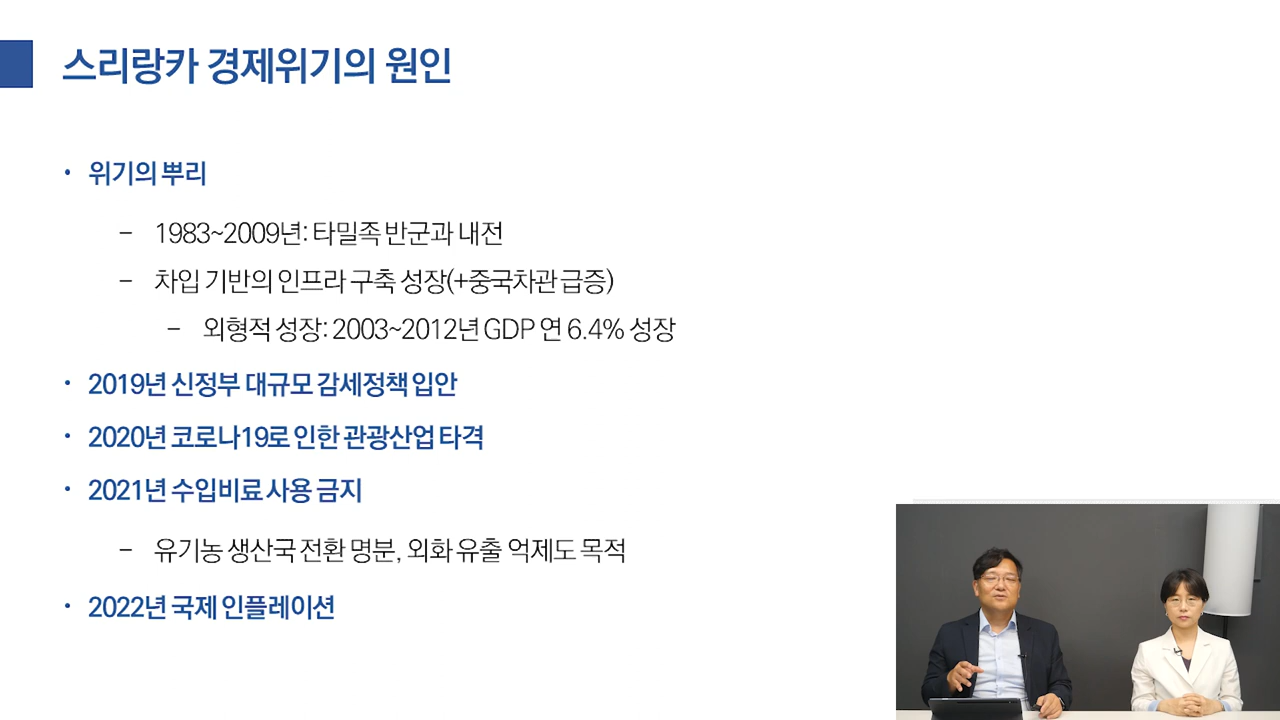 스리랑카 경제위기의 원인
• 위기의 뿌리
– 1983~2009년: 타밀족 반군과 내전
– 차입 기반의 인프라 구축 성장(+중국차관 급증)
– 외형적 성장: 2003~2012년 GDP 연 6.4% 성장
• 2019년 신정부 대규모 감세정책 입안
• 2020년 코로나19로 인한 관광산업 타격
• 2021년 수입비료 사용 금지
– 유기농 생산국 전환 명분, 외화 유출 억제도 목적
• 2022년 국제 인플레이션